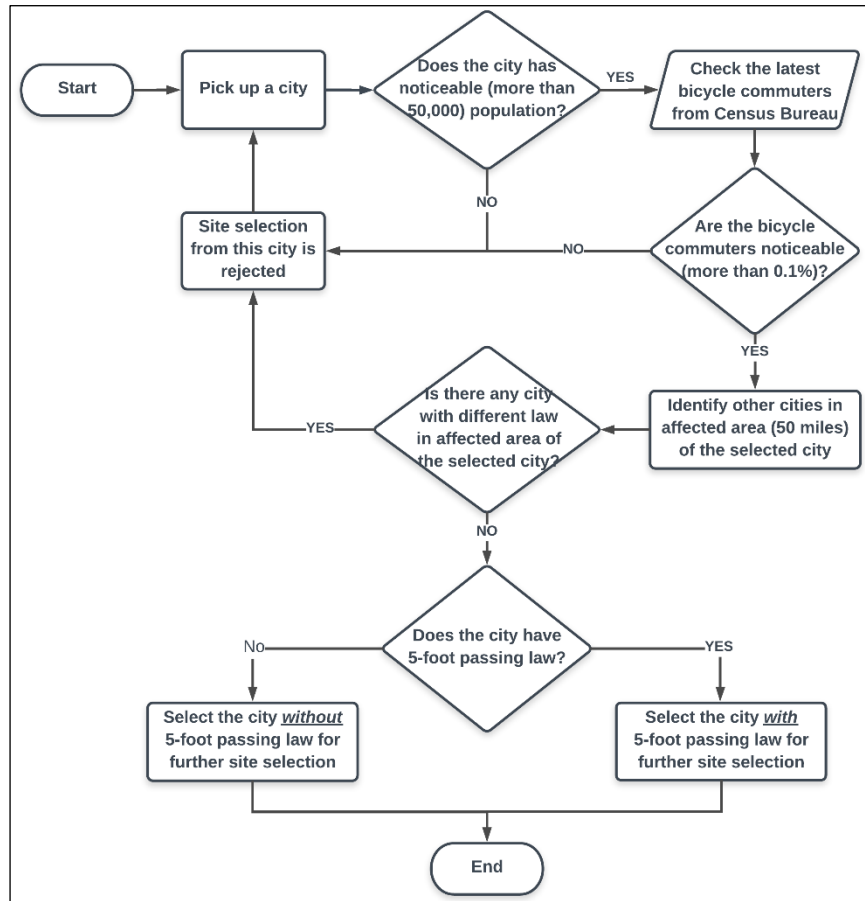 Start
Pick up a city
Does the city has
noticeable (more than
50,000) population?
YES
Check the latest
bicycle commuters
from Census Bureau
NO
Site selection
from this city is
rejected
NO
Are the bicycle
commuters noticeable
(more than 0.1%)?
YES
Is there any city
with different law
in affected area of
the selected city?
Identify other cities in
affected area (50 miles)
of the selected city
YES
NO
Does the city have
5-foot passing law?
No
YES
Select the city without
5-foot passing law for
further site selection
Select the city with
5-foot passing law for
further site selection
End